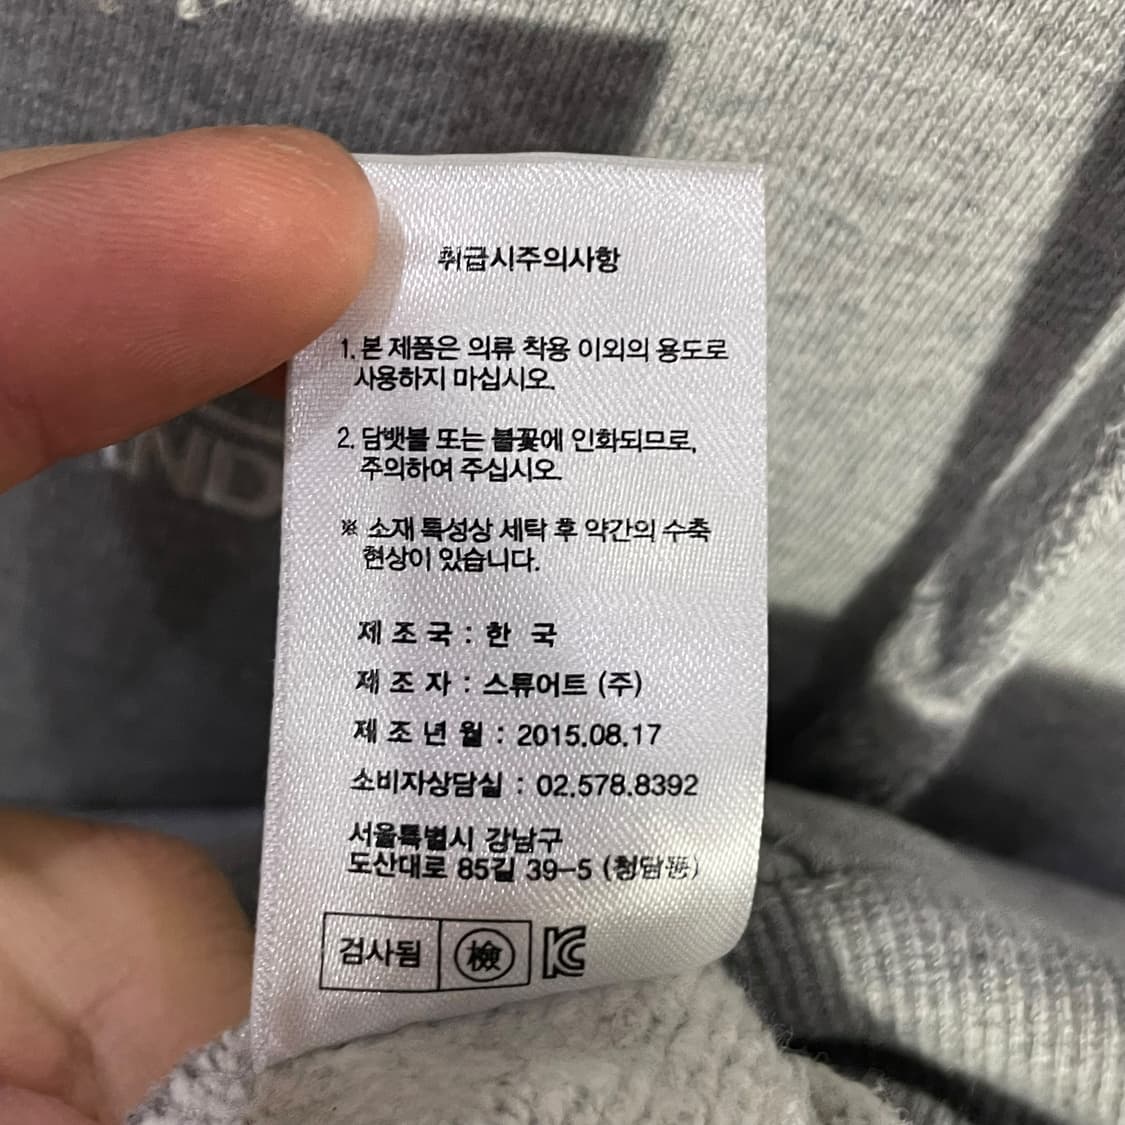 취급시주의사항
1. 본 제품은 의류 착용 이외의 용도로
사용하지 마십시오.
2. 담뱃불 또는 불꽃에 인화되므로,
주의하여 주십시오.
※ 소재 특성상 세탁 후 약간의 수축
현상이 있습니다.
제 조 국 : 한 국
제 조 자 : 스튜어트 (주)
제 조 년 월 : 2015.08.17
소비자상담실 : 02.578.8392
서울특별시 강남구
도산대로 85길 39-5 (청담동)
검사됨 檢 KC
ND